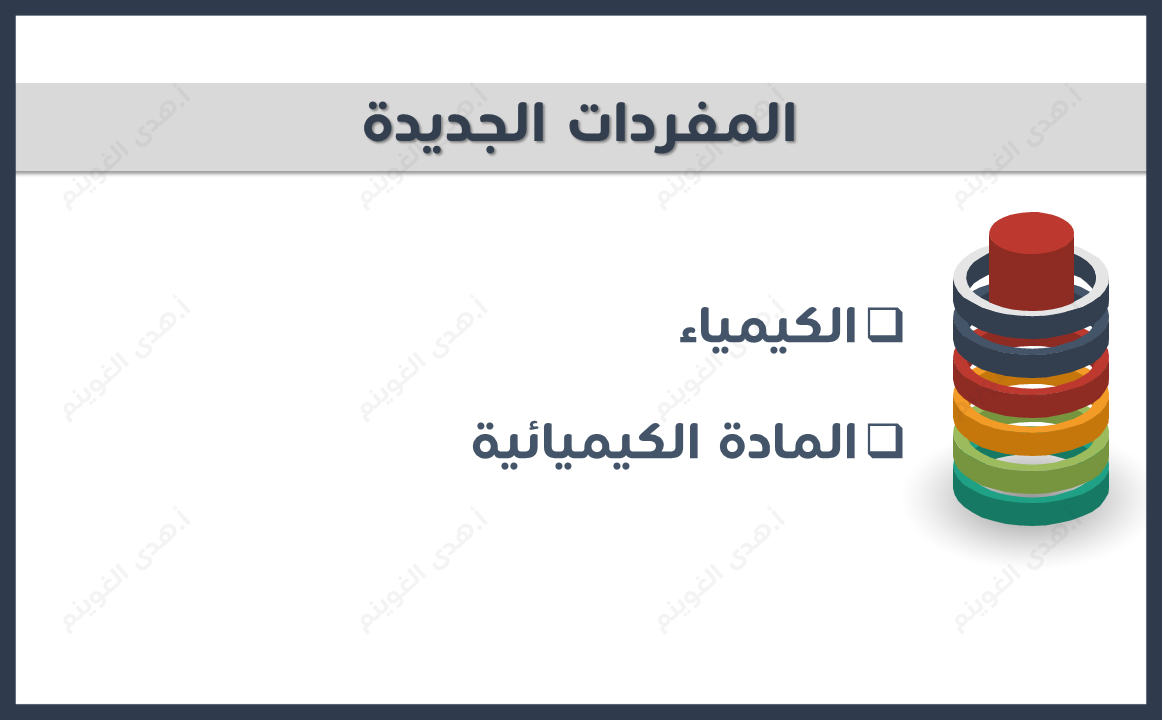 المفردات الجديدة
❑ الكيمياء
❑ المادة الكيميائية
أ.هدى الغوينم